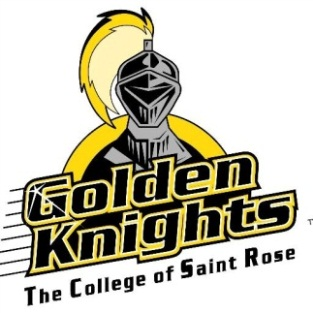 Golden
Knights
The College of Saint Rose